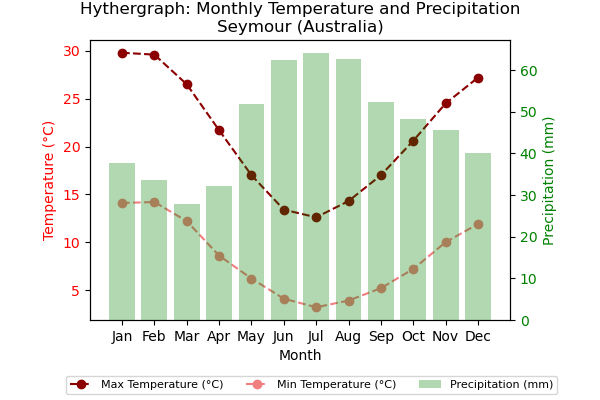 Hythergraph: Monthly Temperature and Precipitation
Seymour (Australia)
30
25
20
15
10
5
Temperature (°C)
60
50
40
30
20
10
0
Precipitation (mm)
Jan Feb Mar Apr May Jun Jul Aug Sep Oct Nov Dec
Month
Max Temperature (°C) Min Temperature (°C) Precipitation (mm)